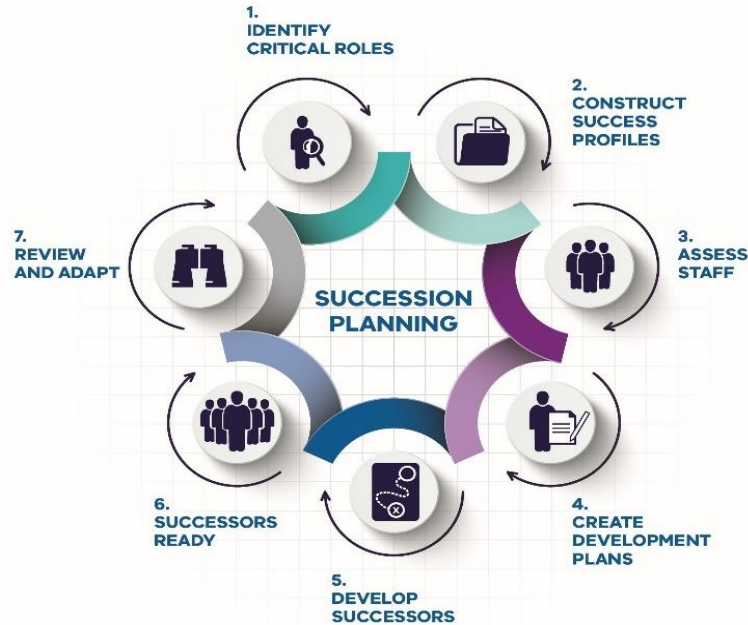 1.
IDENTIFY
CRITICAL ROLES
2.
CONSTRUCT
SUCCESS
PROFILES
3.
ASSESS
STAFF
4.
CREATE
DEVELOPMENT
PLANS
5.
DEVELOP
SUCCESSORS
6.
SUCCESSORS
READY
7.
REVIEW
AND ADAPT
SUCCESSION
PLANNING